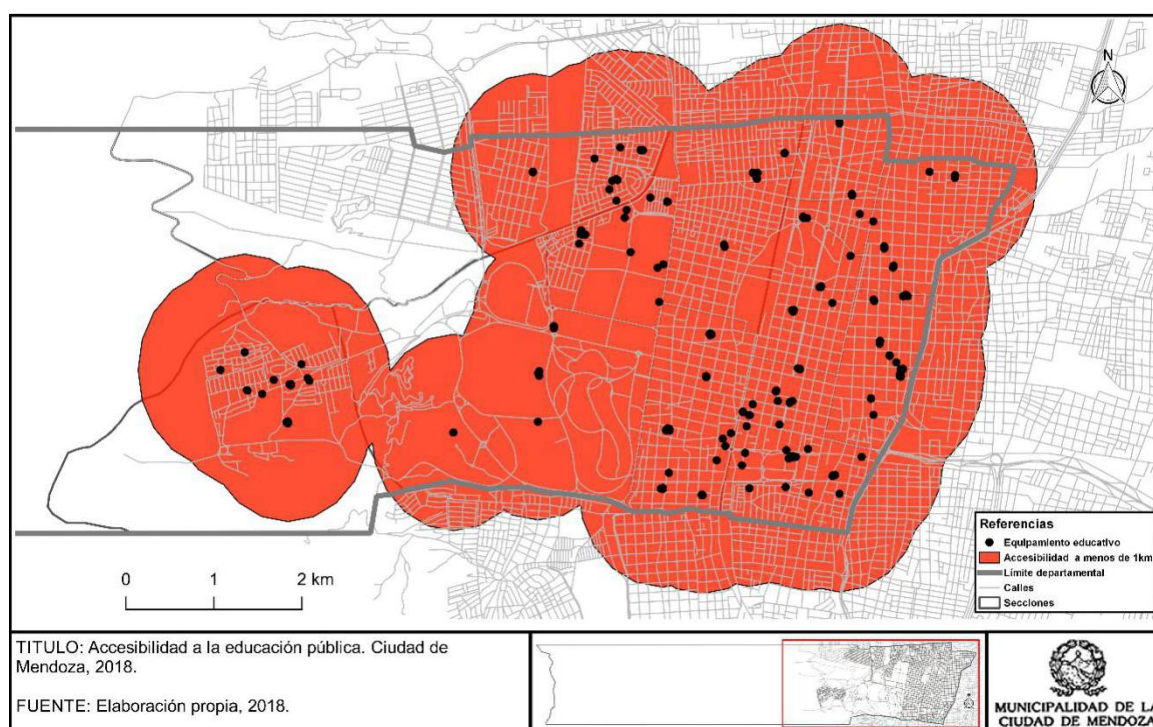 N
0 1 2 km
Referencias
Equipamiento educativo
Accesibilidad a menos de 1km
Límite departamental
Calles
Secciones
TITULO: Accesibilidad a la educación pública. Ciudad de
Mendoza, 2018.
FUENTE: Elaboración propia, 2018.
MUNICIPALIDAD DE LA
CIUDAD DE MENDOZA